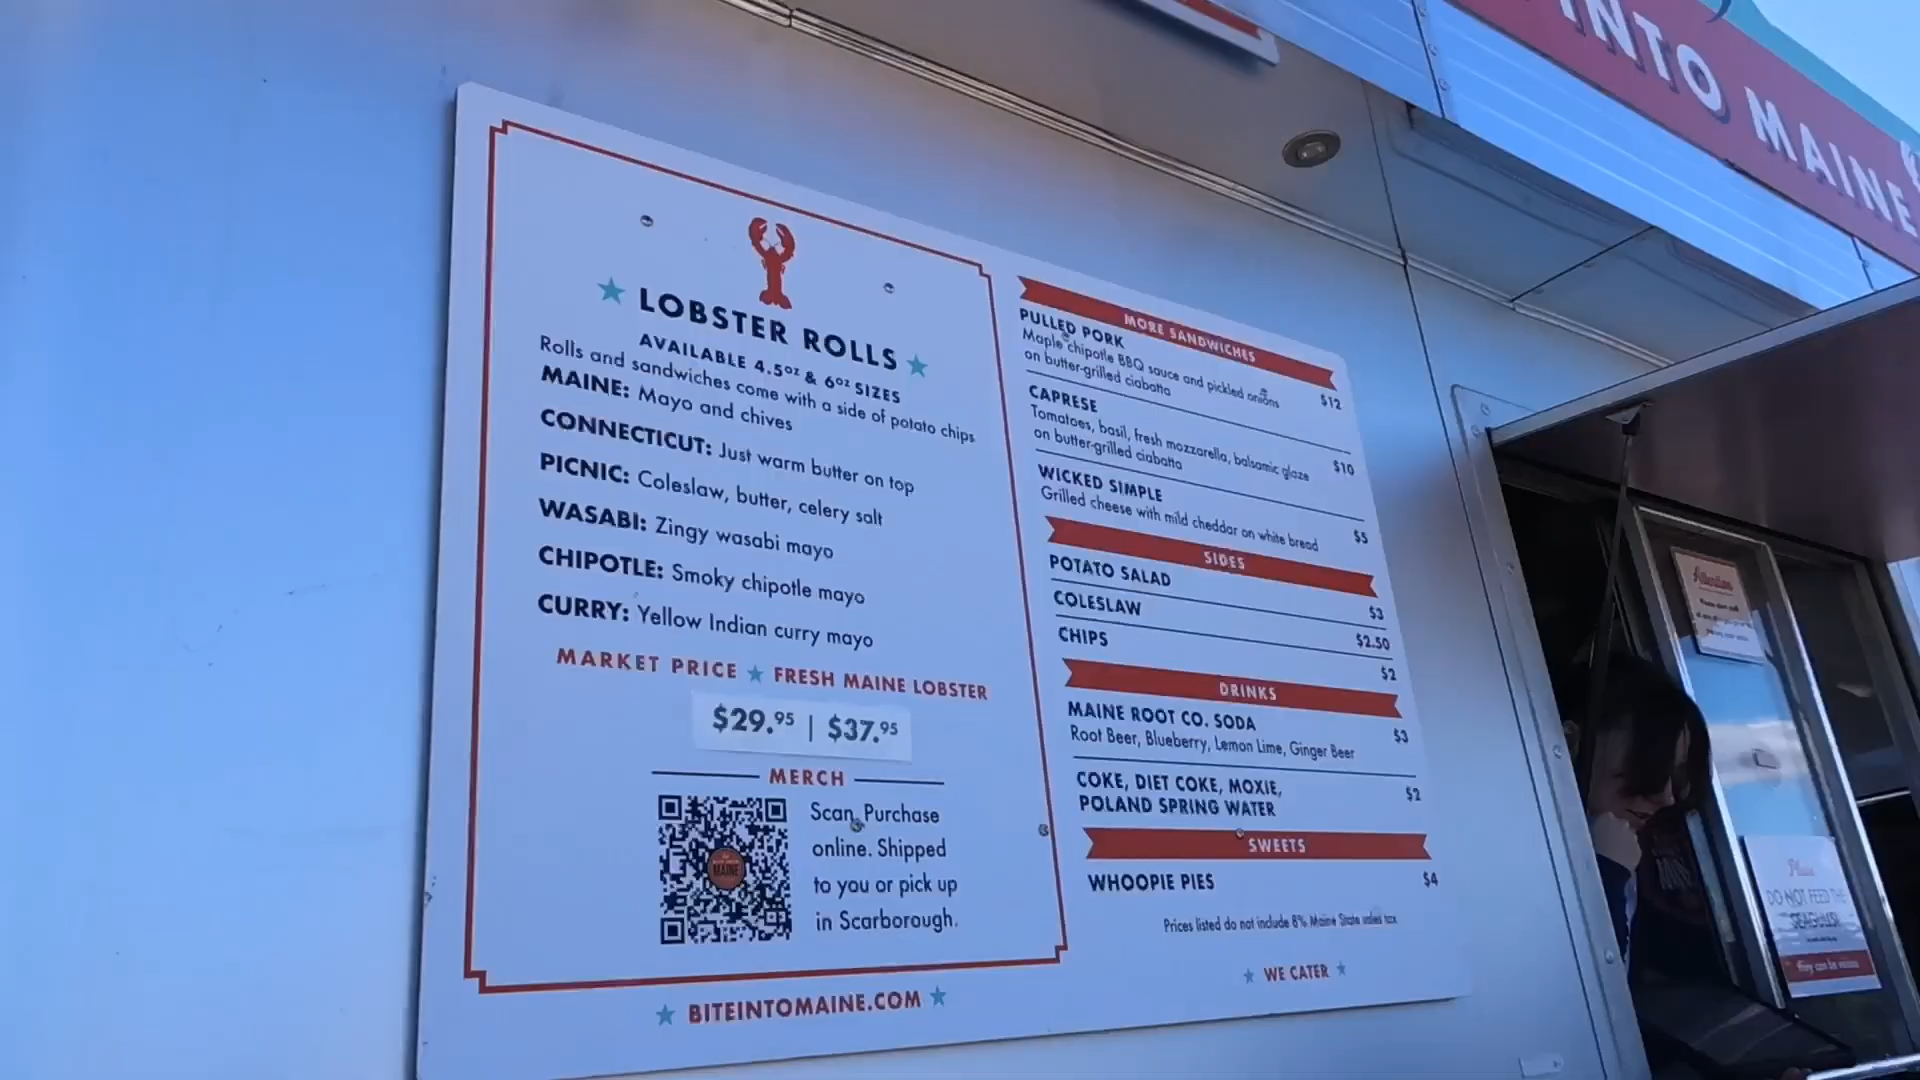 INTO MAINE
LOBSTER ROLLS
AVAILABLE 4.5oz & 6oz SIZES
Rolls and sandwiches come with a side of potato chips
MAINE: Mayo and chives
CONNECTICUT: Just warm butter on top
PICNIC: Coleslaw, butter, celery salt
WASABI: Zingy wasabi mayo
CHIPOTLE: Smoky chipotle mayo
CURRY: Yellow Indian curry mayo
MARKET PRICE ★ FRESH MAINE LOBSTER
$29.95 | $37.95
MERCH
Scan. Purchase
online. Shipped
to you or pick up
in Scarborough.
BITEINTOMAINE.COM
MORE SANDWICHES
PULLED PORK
Maple chipotle BBQ sauce and pickled onions
on butter-grilled ciabatta $12
CAPRESE
Tomatoes, basil, fresh mozzarella, balsamic glaze
on butter-grilled ciabatta $10
WICKED SIMPLE
Grilled cheese with mild cheddar on white bread $5
SIDES
POTATO SALAD $3
COLESLAW $2.50
CHIPS $2
DRINKS
MAINE ROOT CO. SODA
Root Beer, Blueberry, Lemon Lime, Ginger Beer $3
COKE, DIET COKE, MOXIE,
POLAND SPRING WATER $2
SWEETS
WHOOPIE PIES $4
Prices listed do not include 8% Maine State sales tax
WE CATER
Attention
Please
DO NOT FEED THE
SEAGULLS!